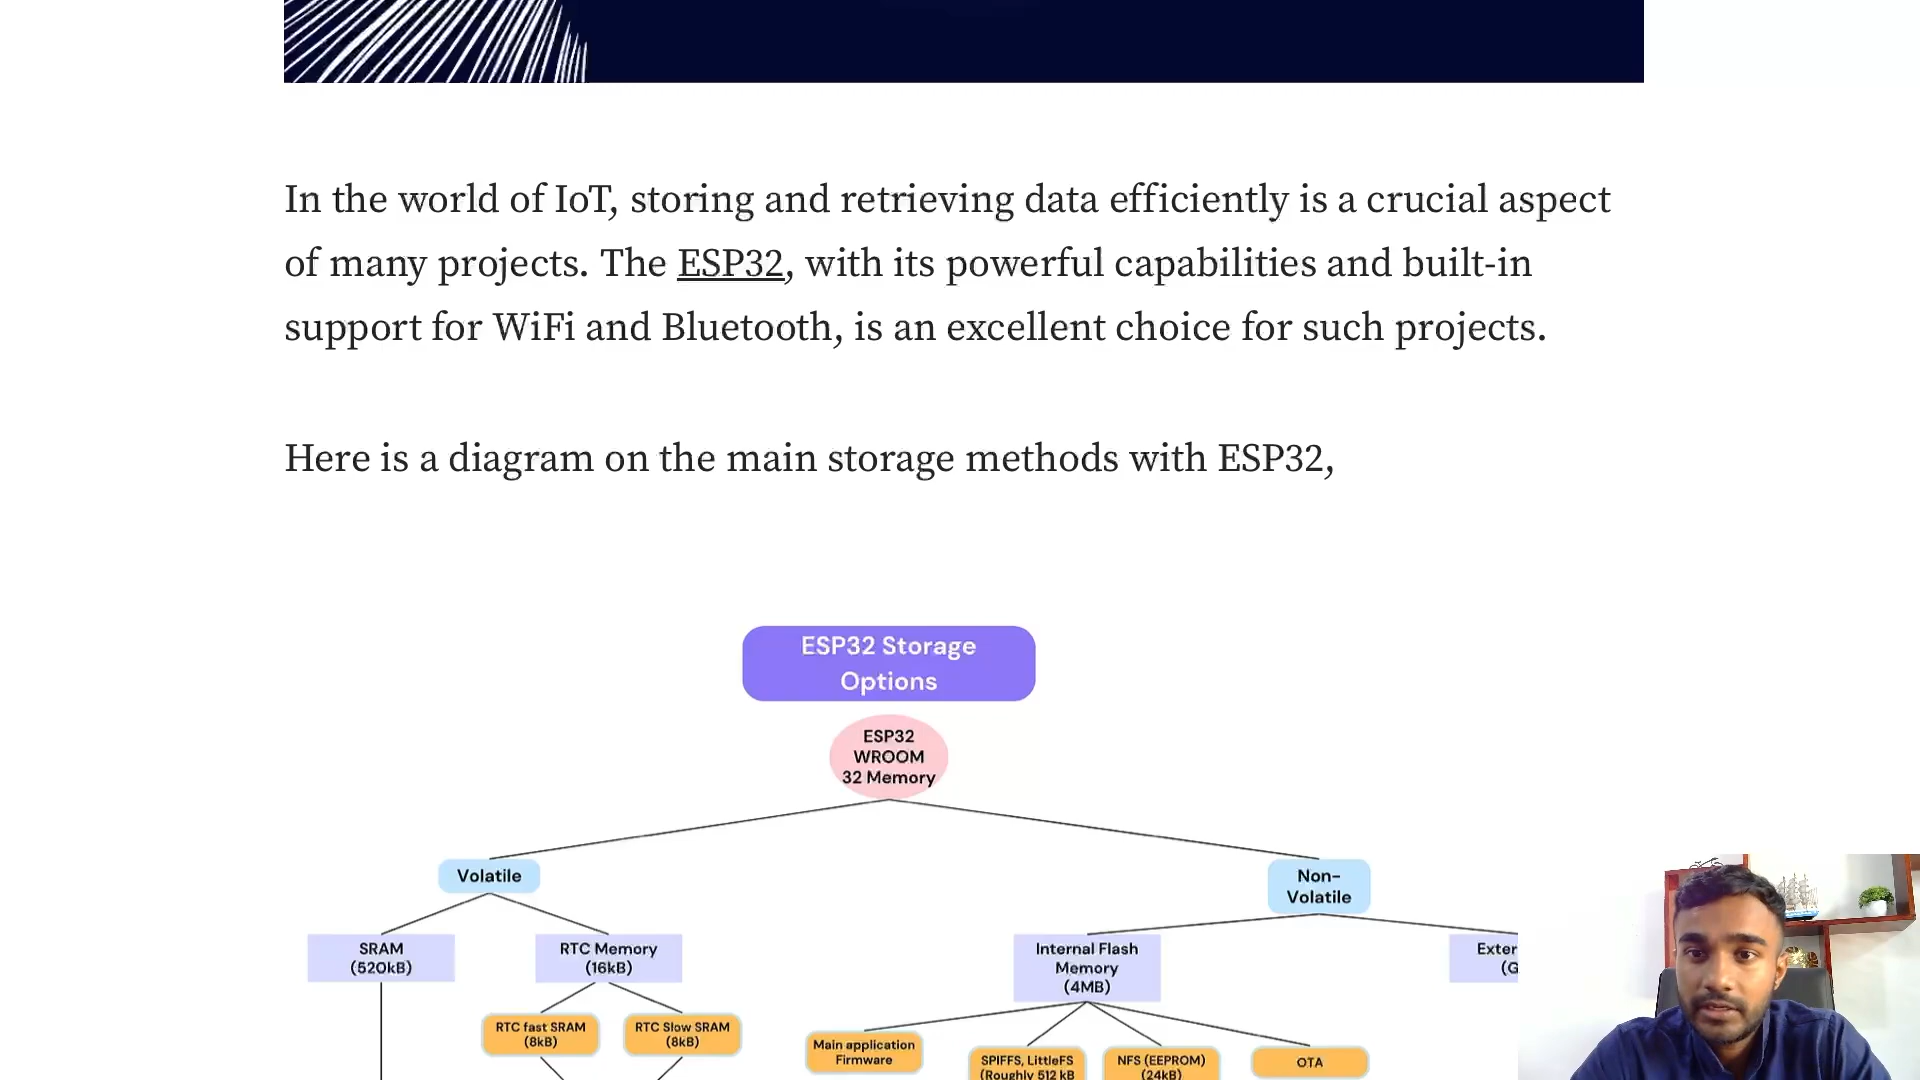 In the world of IoT, storing and retrieving data efficiently is a crucial aspect
of many projects. The ESP32, with its powerful capabilities and built-in
support for WiFi and Bluetooth, is an excellent choice for such projects.
Here is a diagram on the main storage methods with ESP32,
ESP32 Storage
Options
ESP32
WROOM
32 Memory
Volatile
Non-
Volatile
SRAM
(520kB)
RTC Memory
(16kB)
Internal Flash
Memory
(4MB)
RTC fast SRAM
(8kB)
RTC Slow SRAM
(8kB)
Main application
Firmware
SPIFFS, LittleFS
(Roughly 512 kB
NFS (EEPROM)
(24kB)
OTA